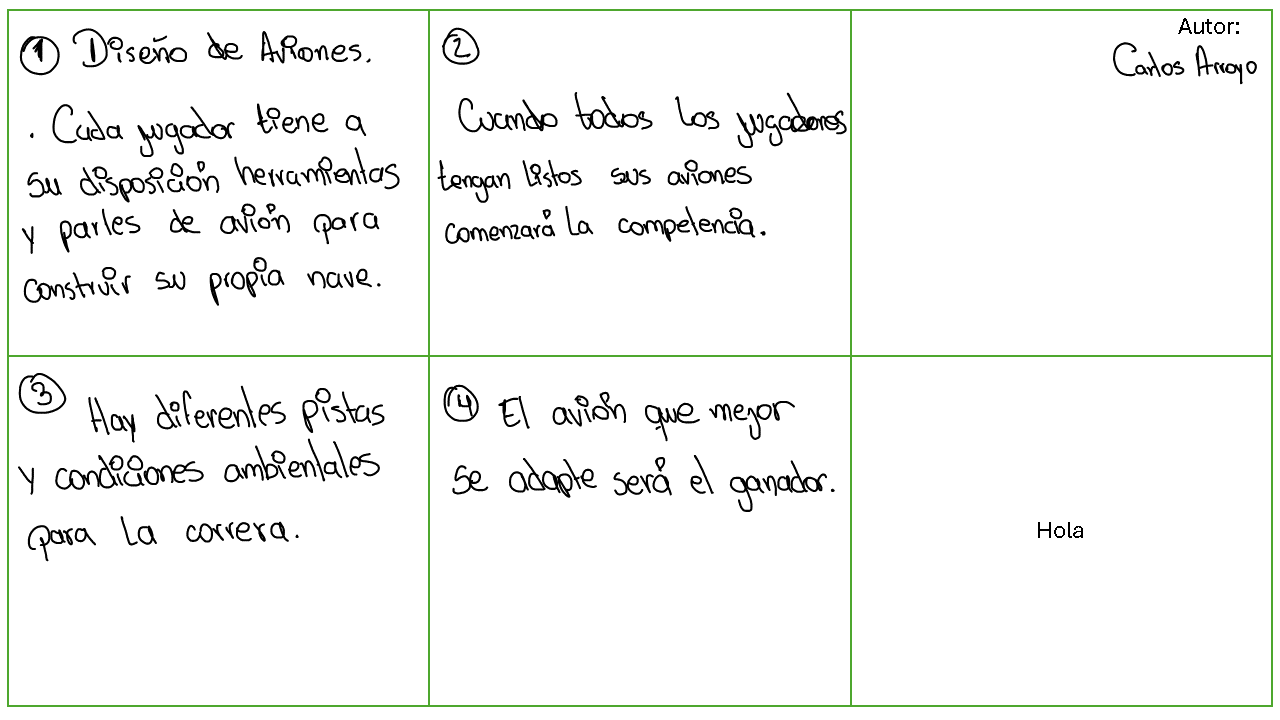 ① Diseño de Aviones.
. Cada jugador tiene a
su disposición herramientas
y partes de avión para
construir su propia nave.
②
Cuando todos los jugadores
tengan listos sus aviones
comenzará la competencia.
Autor:
Carlos Arroyo
③ Hay diferentes pistas
y condiciones ambientales
para la carrera.
④ El avión que mejor
se adapte será el ganador.
Hola